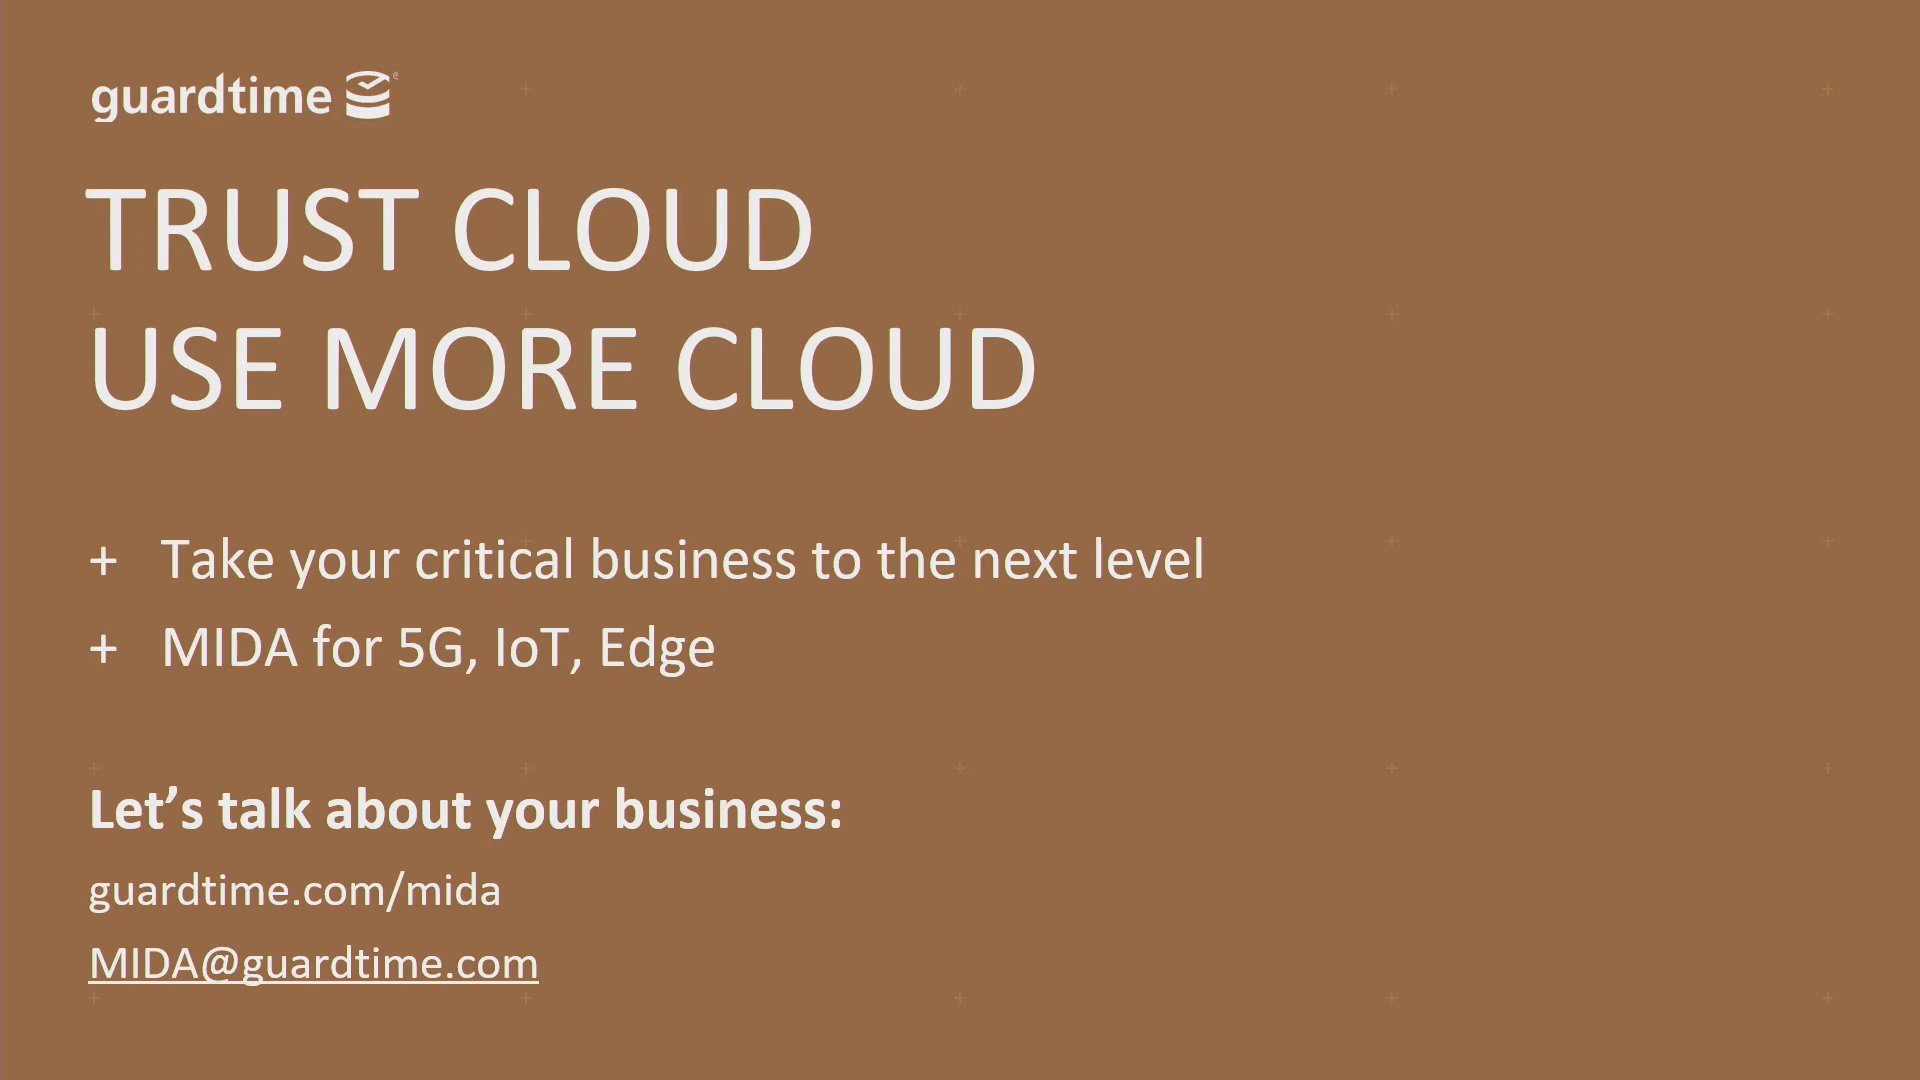 guardtime
TRUST CLOUD
USE MORE CLOUD
+ Take your critical business to the next level
+ MIDA for 5G, IoT, Edge
Let’s talk about your business:
guardtime.com/mida
MIDA@guardtime.com